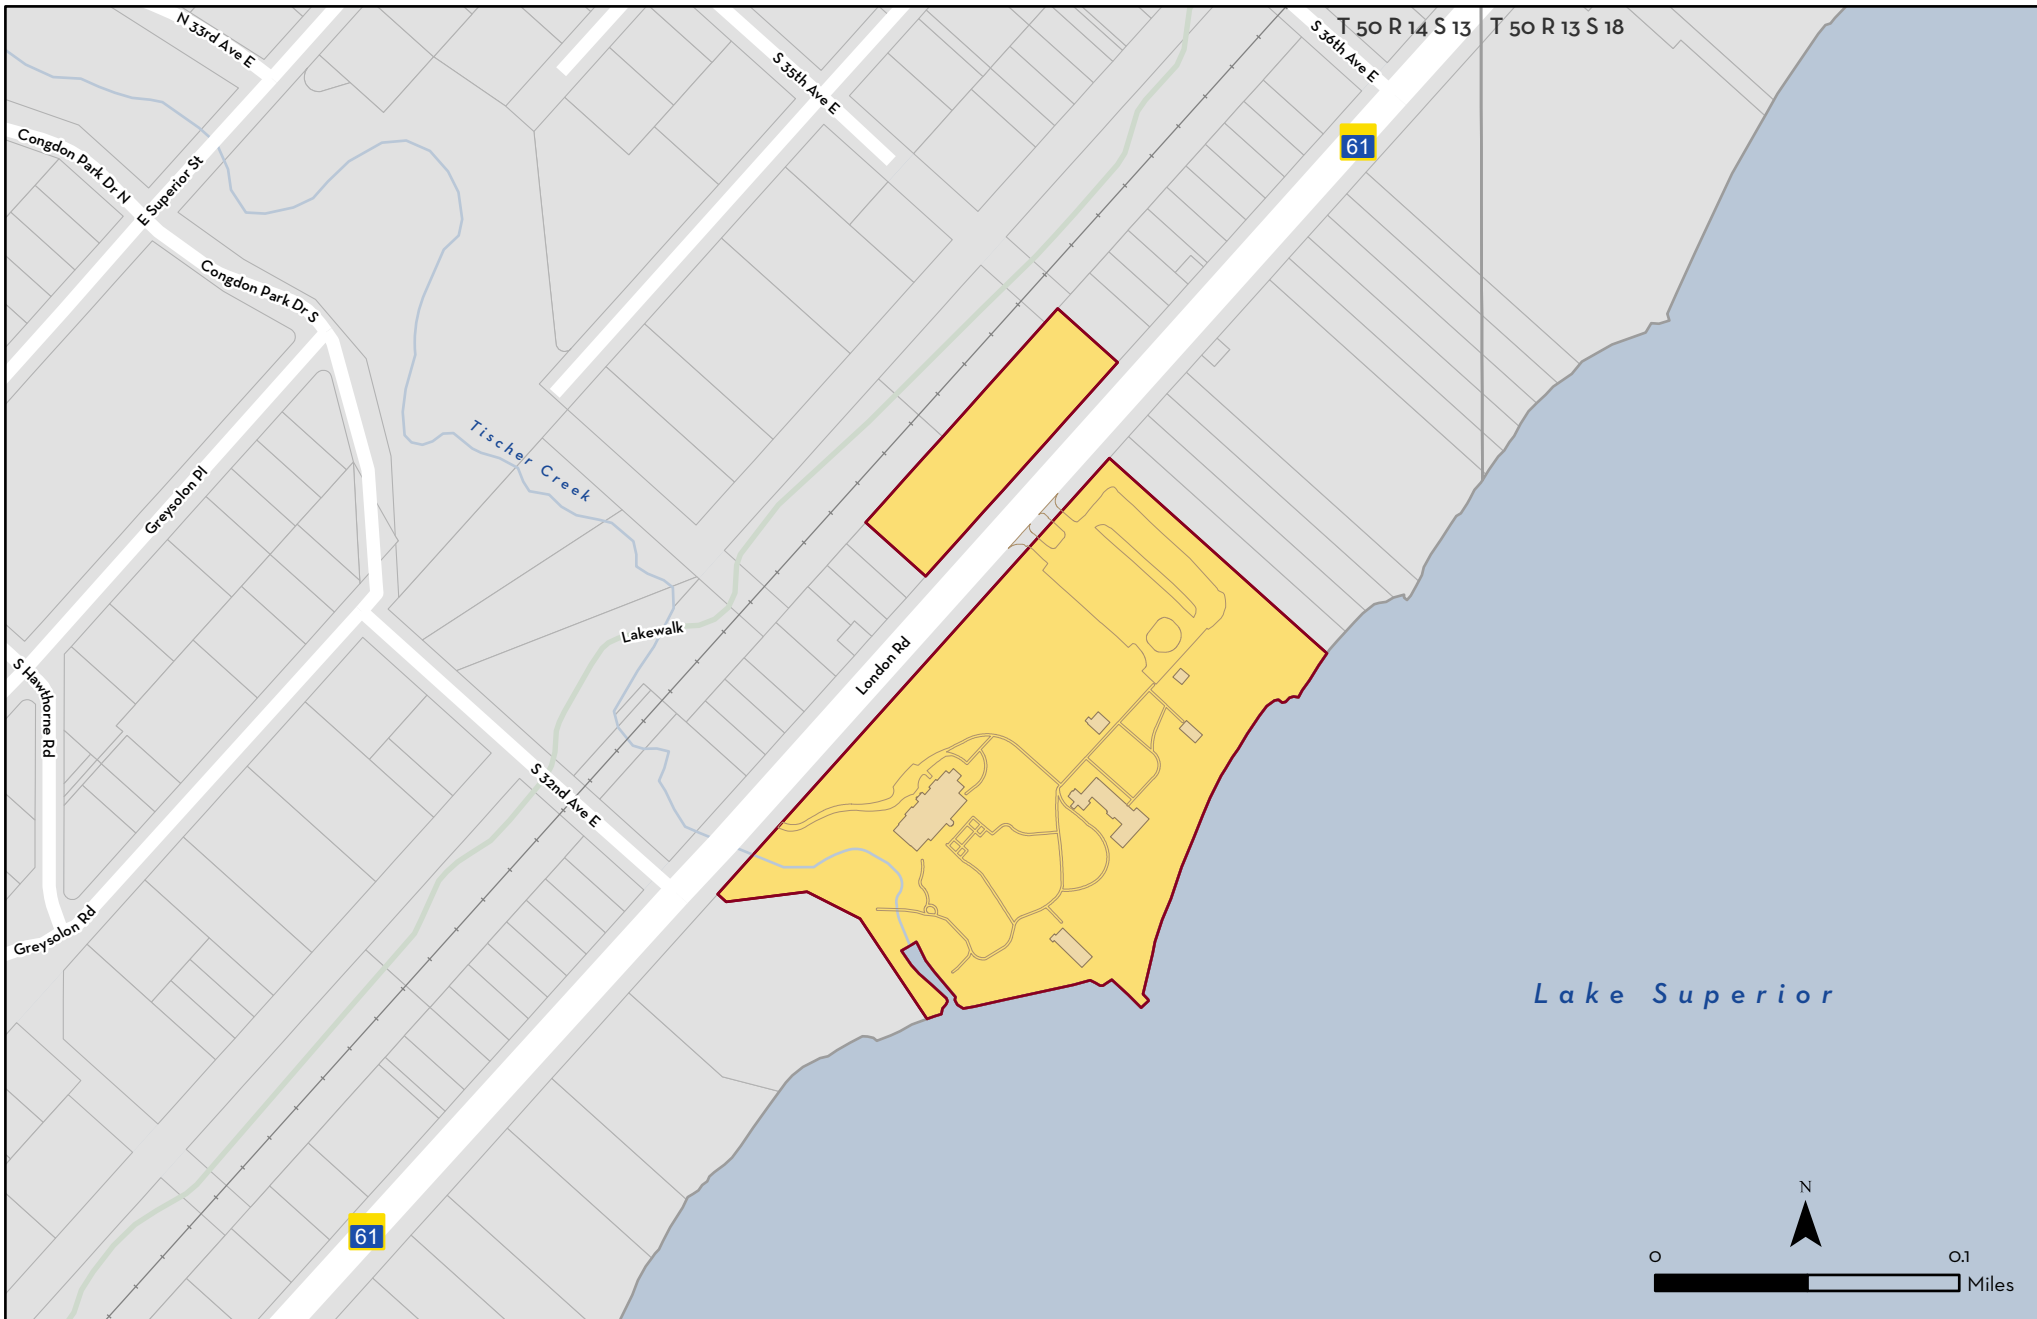 N 33rd Ave E
S 36th Ave E
T 50 R 14 S 13
T 50 R 13 S 18
S 35th Ave E
61
Congdon Park Dr N
E Superior St
Congdon Park Dr S
Tischer Creek
Greysolon Pl
Lakewalk
London Rd
S Hawthorne Rd
S 32nd Ave E
Greysolon Rd
Lake Superior
61
N
0 0.1
Miles